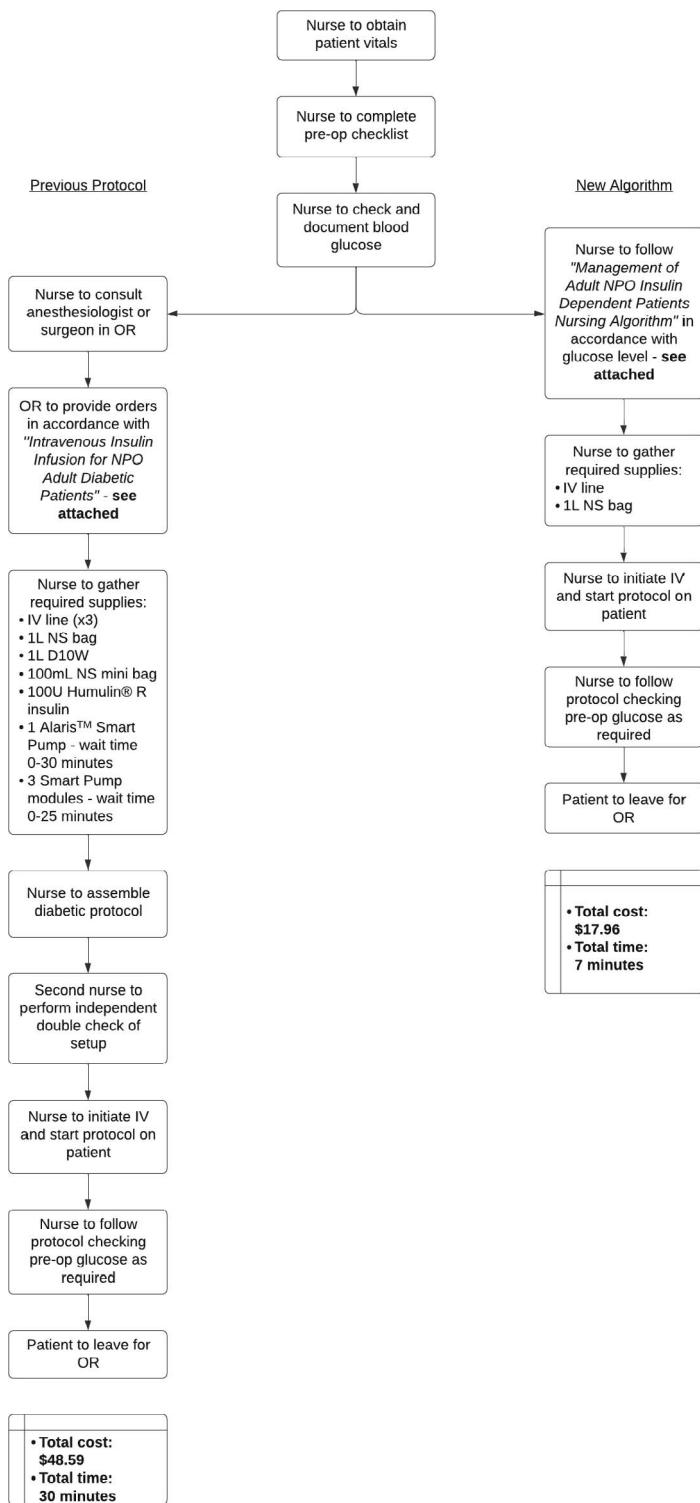 Nurse to obtain
patient vitals
Nurse to complete
pre-op checklist
Previous Protocol
New Algorithm
Nurse to check and
document blood
glucose
Nurse to consult
anesthesiologist or
surgeon in OR
OR to provide orders
in accordance with
"Intravenous Insulin
Infusion for NPO
Adult Diabetic
Patients" - see
attached
Nurse to gather
required supplies:
• IV line (x3)
• 1L NS bag
• 1L D10W
• 100mL NS mini bag
• 100U Humulin® R
insulin
• 1 Alaris™ Smart
Pump - wait time
0-30 minutes
• 3 Smart Pump
modules - wait time
0-25 minutes
Nurse to assemble
diabetic protocol
Second nurse to
perform independent
double check of
setup
Nurse to initiate IV
and start protocol on
patient
Nurse to follow
protocol checking
pre-op glucose as
required
Patient to leave for
OR
• Total cost:
$48.59
• Total time:
30 minutes
Nurse to follow
"Management of
Adult NPO Insulin
Dependent Patients
Nursing Algorithm" in
accordance with
glucose level - see
attached
Nurse to gather
required supplies:
• IV line
• 1L NS bag
Nurse to initiate IV
and start protocol on
patient
Nurse to follow
protocol checking
pre-op glucose as
required
Patient to leave for
OR
• Total cost:
$17.96
• Total time:
7 minutes